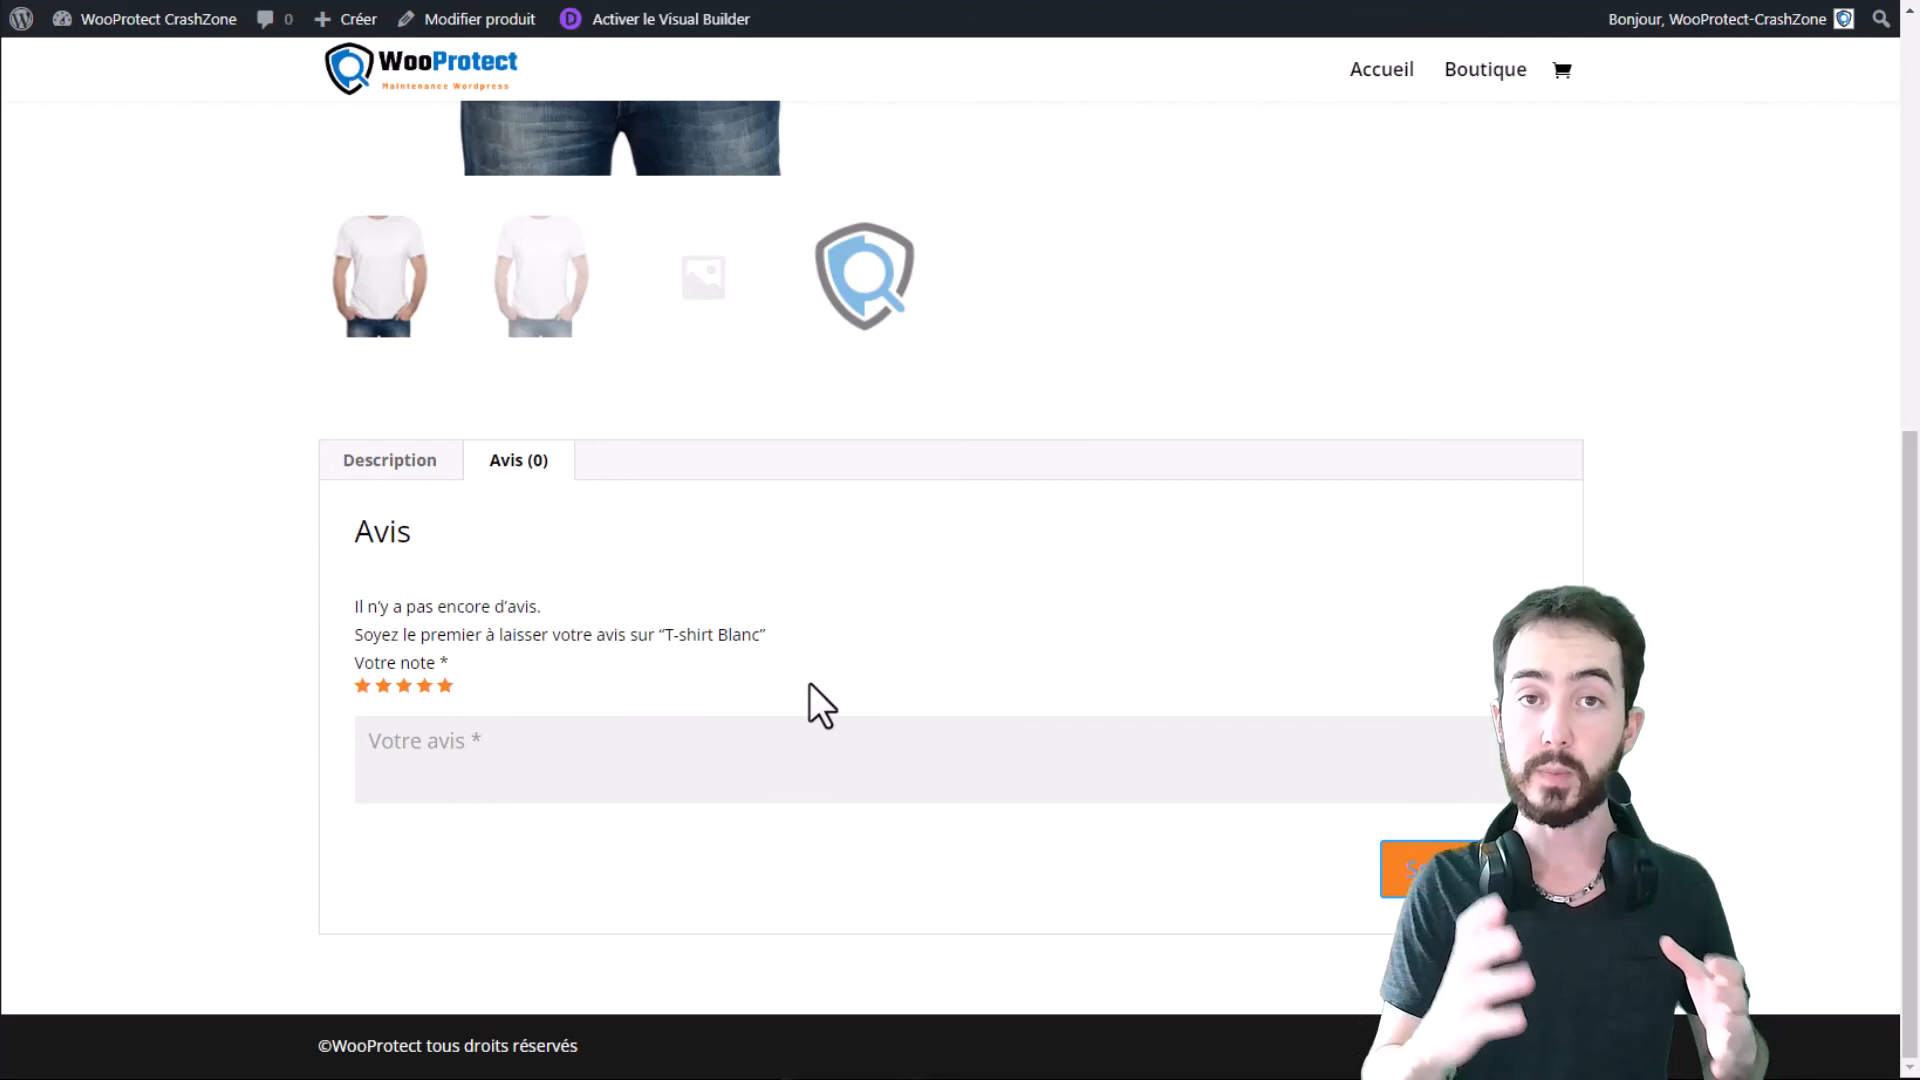 WooProtect CrashZone
0
Créer
Modifier produit
D
Activer le Visual Builder
Bonjour, WooProtect-CrashZone
WooProtect
Maintenance Wordpress
Accueil
Boutique
Description
Avis (0)
Avis
Il n'y a pas encore d'avis.
Soyez le premier à laisser votre avis sur “T-shirt Blanc”
Votre note *
Votre avis *
©WooProtect tous droits réservés